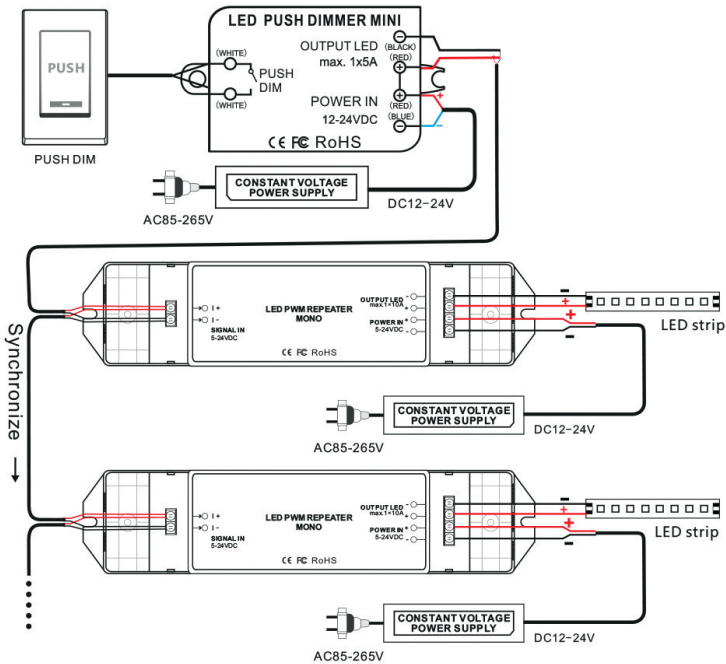 LED PUSH DIMMER MINI
PUSH
PUSH DIM
(WHITE)
PUSH
DIM
(WHITE)
OUTPUT LED
max. 1x5A
(BLACK)
(RED)
POWER IN
12-24VDC
(RED)
(BLUE)
+
−
CE FC RoHS
CONSTANT VOLTAGE
POWER SUPPLY
AC85-265V
DC12-24V
Synchronize →
I +
I -
SIGNAL IN
5-24VDC
LED PWM REPEATER
MONO
CE FC RoHS
OUTPUT LED -
max.1×10A +
POWER IN +
5-24VDC -
−
+
+
−
LED strip
CONSTANT VOLTAGE
POWER SUPPLY
AC85-265V
DC12-24V
I +
I -
SIGNAL IN
5-24VDC
LED PWM REPEATER
MONO
CE FC RoHS
OUTPUT LED -
max.1×10A +
POWER IN +
5-24VDC -
−
+
+
−
LED strip
CONSTANT VOLTAGE
POWER SUPPLY
AC85-265V
DC12-24V